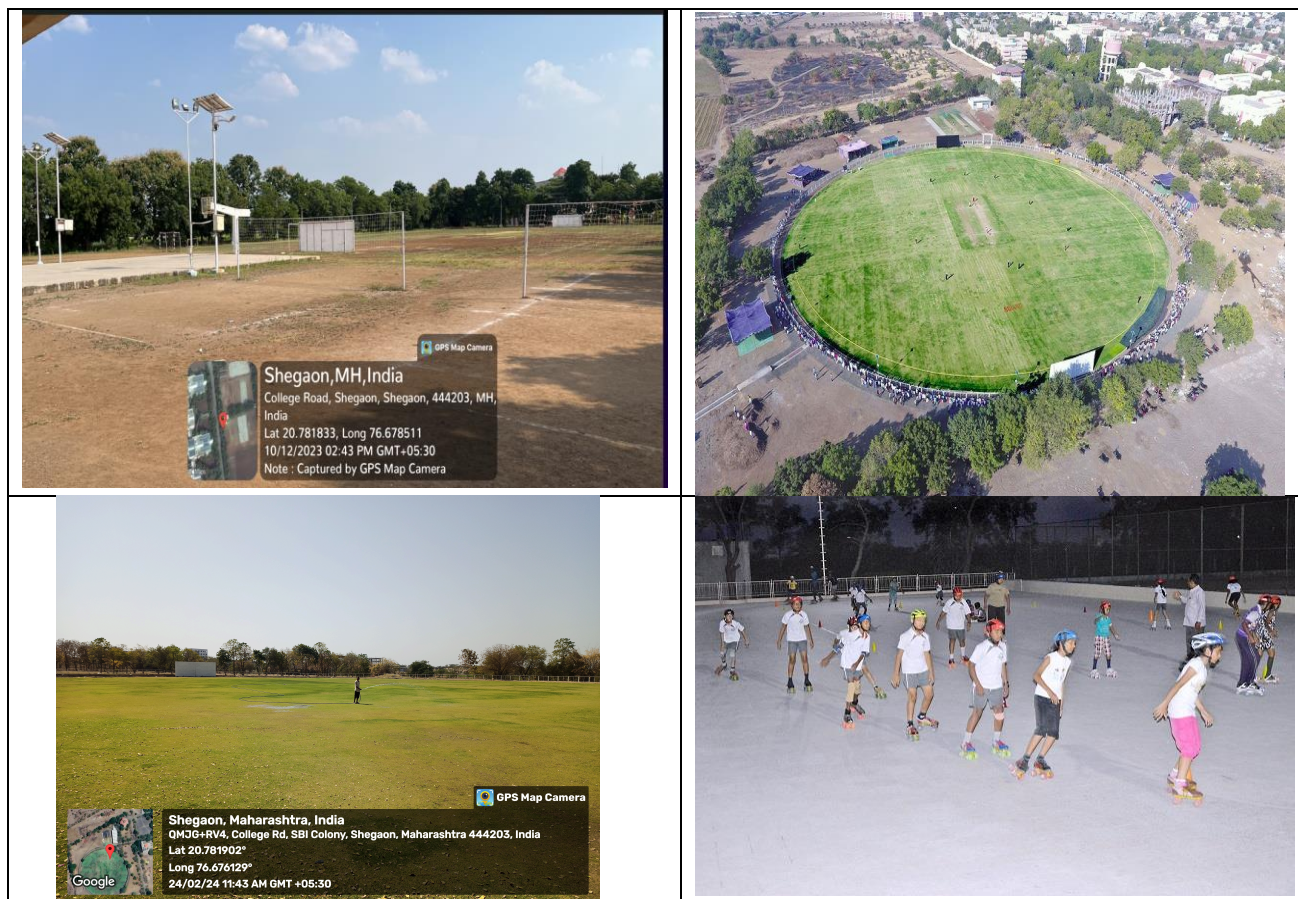 GPS Map Camera
Shegaon,MH,India
College Road, Shegaon, Shegaon, 444203, MH,
India
Lat 20.781833, Long 76.678511
10/12/2023 02:43 PM GMT+05:30
Note : Captured by GPS Map Camera
GPS Map Camera
Shegaon, Maharashtra, India
QMJG+RV4, College Rd, SBI Colony, Shegaon, Maharashtra 444203, India
Lat 20.781902°
Long 76.676129°
24/02/24 11:43 AM GMT +05:30
Google